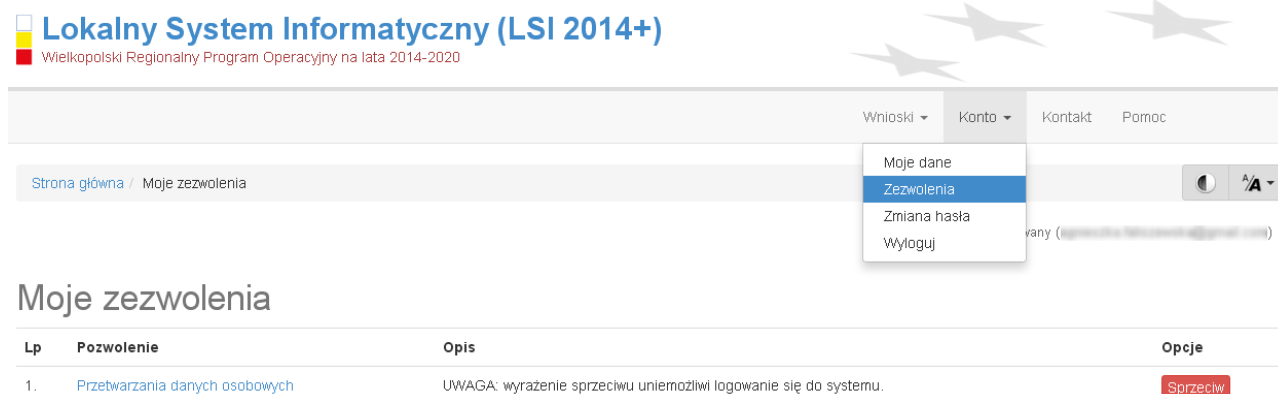 Lokalny System Informatyczny (LSI 2014+)
Wielkopolski Regionalny Program Operacyjny na lata 2014-2020
Wnioski Konto Kontakt Pomoc
Moje dane
Strona główna / Moje zezwolenia
Zezwolenia
A/A
Zmiana hasła
Wyloguj
Moje zezwolenia
Lp Pozwolenie Opis Opcje
1. Przetwarzania danych osobowych UWAGA: wyrażenie sprzeciwu uniemożliwi logowanie się do systemu. Sprzeciw